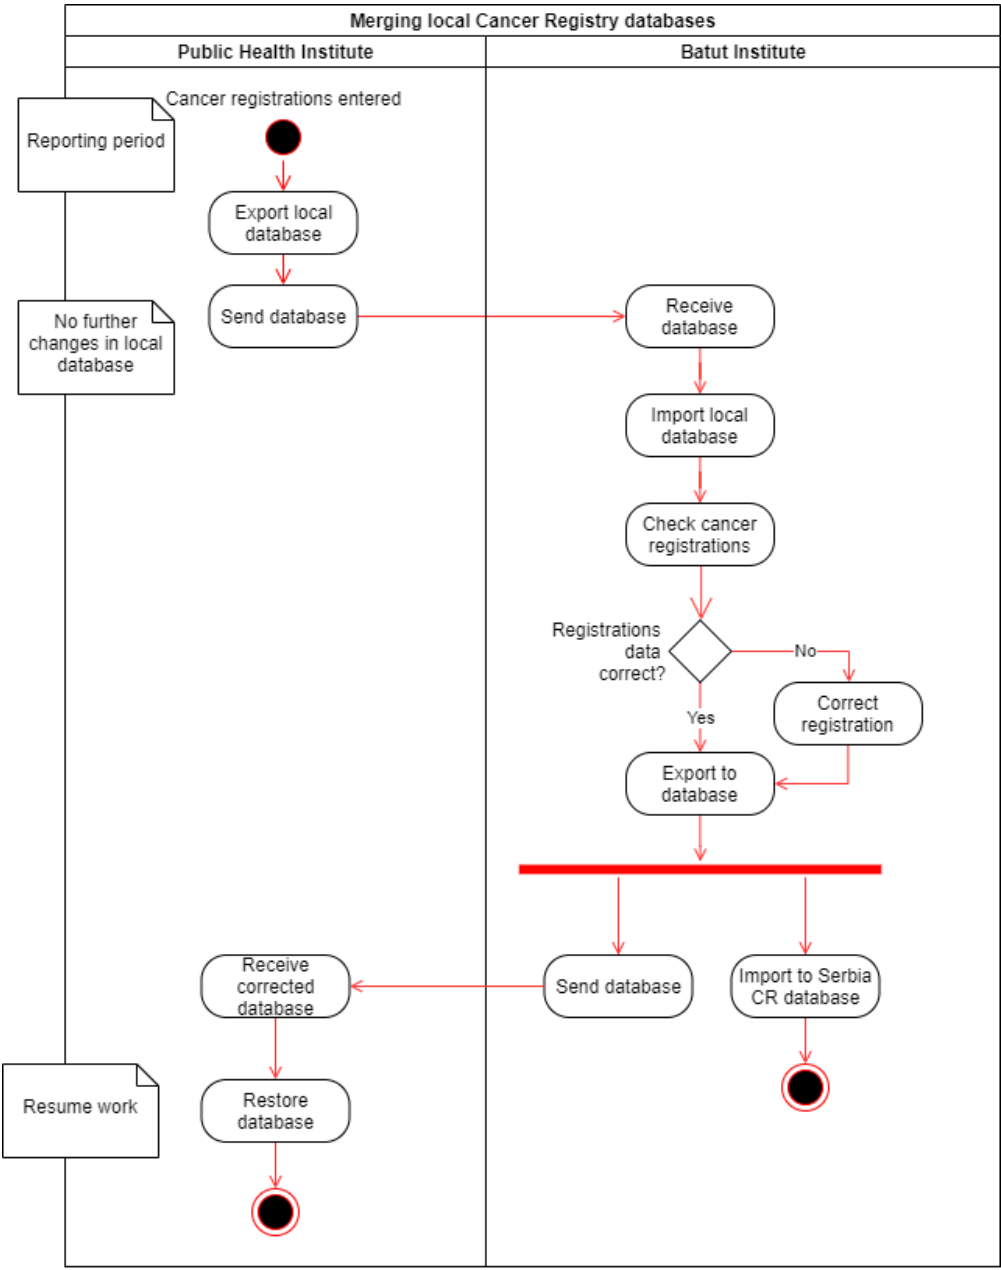 Merging local Cancer Registry databases
Public Health Institute
Batut Institute
Cancer registrations entered
Reporting period
Export local
database
Send database
Receive
database
No further
changes in local
database
Import local
database
Check cancer
registrations
Registrations
data
correct?
No
Correct
registration
Yes
Export to
database
Receive
corrected
database
Send database
Import to Serbia
CR database
Resume work
Restore
database